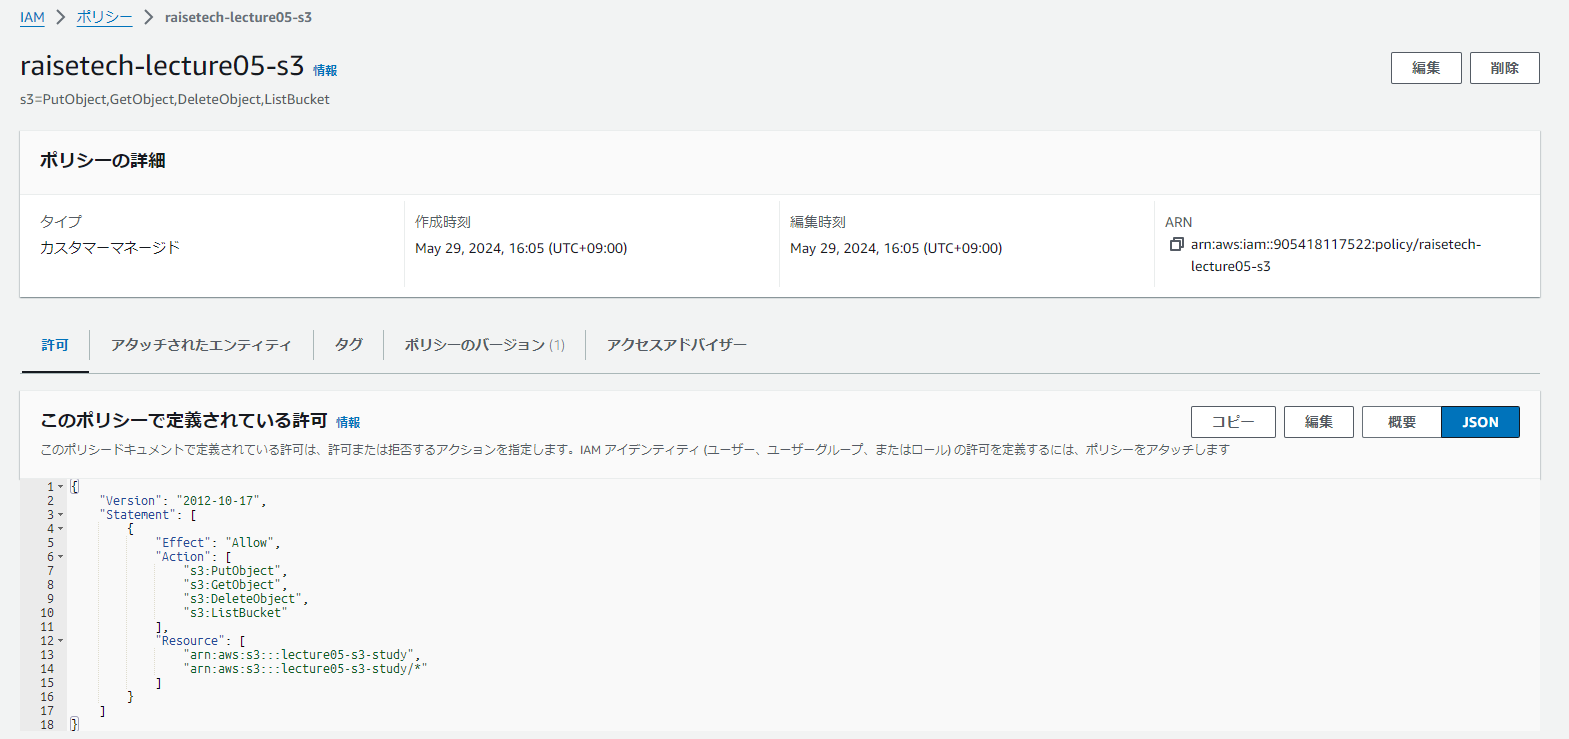 IAM > ポリシー > raisetech-lecture05-s3
raisetech-lecture05-s3 情報
編集 削除
s3=PutObject,GetObject,DeleteObject,ListBucket
ポリシーの詳細
タイプ
カスタマーマネージド
作成時刻
May 29, 2024, 16:05 (UTC+09:00)
編集時刻
May 29, 2024, 16:05 (UTC+09:00)
ARN
arn:aws:iam::905418117522:policy/raisetech-
lecture05-s3
許可 アタッチされたエンティティ タグ ポリシーのバージョン (1) アクセスアドバイザー
このポリシーで定義されている許可 情報
コピー 編集 概要 JSON
このポリシードキュメントで定義されている許可は、許可または拒否するアクションを指定します。IAM アイデンティティ (ユーザー、ユーザーグループ、またはロール) の許可を定義するには、ポリシーをアタッチします
1 {
2 "Version": "2012-10-17",
3 "Statement": [
4 {
5 "Effect": "Allow",
6 "Action": [
7 "s3:PutObject",
8 "s3:GetObject",
9 "s3:DeleteObject",
10 "s3:ListBucket"
11 ],
12 "Resource": [
13 "arn:aws:s3:::lecture05-s3-study",
14 "arn:aws:s3:::lecture05-s3-study/*"
15 ]
16 }
17 ]
18 }